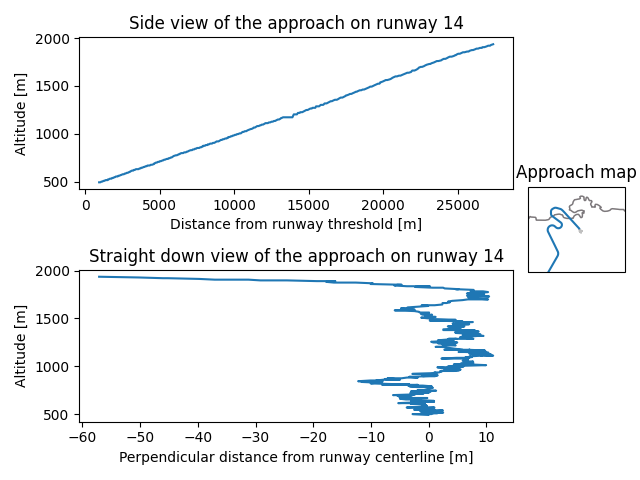 Side view of the approach on runway 14
2000
1500
1000
500
Altitude [m]
0 5000 10000 15000 20000 25000
Distance from runway threshold [m]
Approach map
Straight down view of the approach on runway 14
2000
1500
1000
500
Altitude [m]
−60 −50 −40 −30 −20 −10 0 10
Perpendicular distance from runway centerline [m]